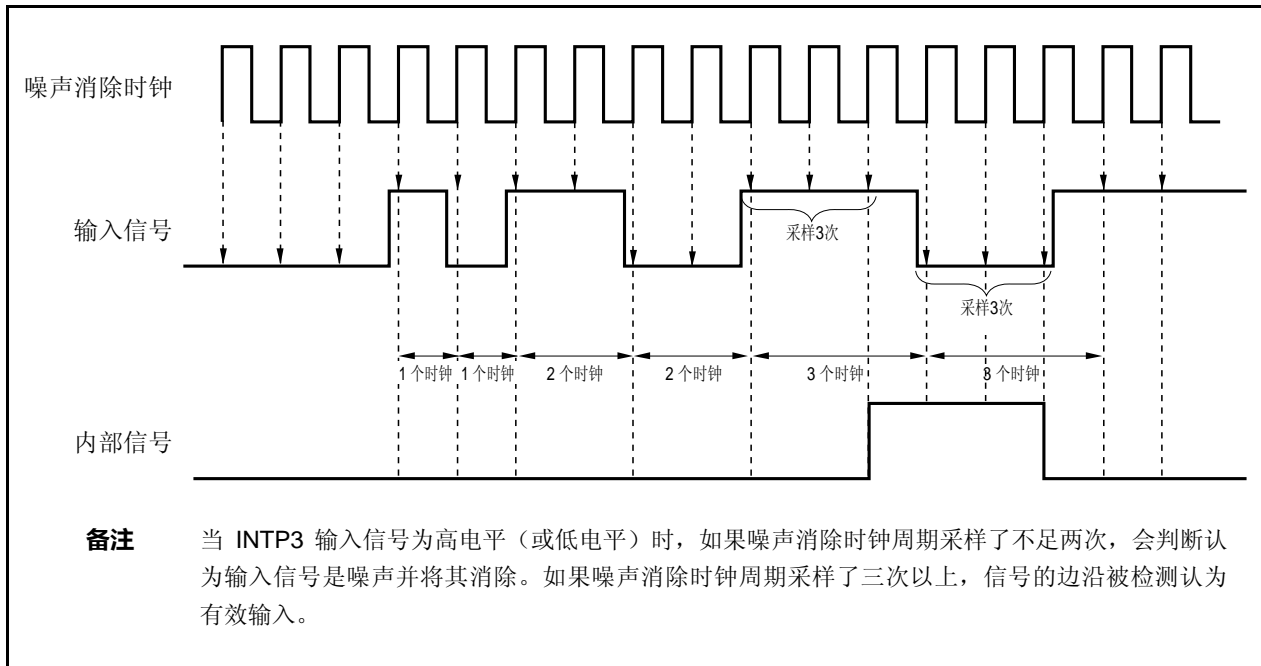 噪声消除时钟
输入信号
采样3次
采样3次
1 个时钟 1 个时钟 2 个时钟 2 个时钟 3 个时钟 3 个时钟
内部信号
备注 当 INTP3 输入信号为高电平（或低电平）时，如果噪声消除时钟周期采样了不足两次，会判断认
为输入信号是噪声并将其消除。如果噪声消除时钟周期采样了三次以上，信号的边沿被检测认为
有效输入。